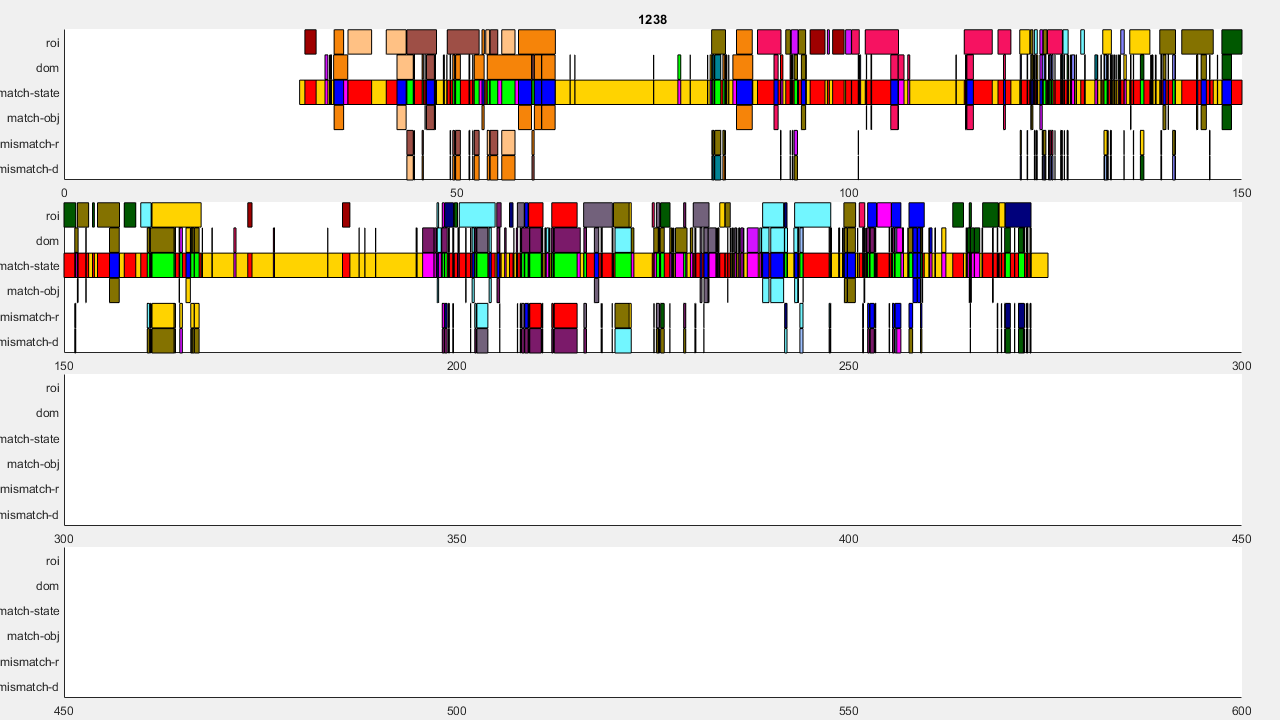 1238
roi
dom
match-state
match-obj
mismatch-r
mismatch-d
0 50 100 150
roi
dom
match-state
match-obj
mismatch-r
mismatch-d
150 200 250 300
roi
dom
match-state
match-obj
mismatch-r
mismatch-d
300 350 400 450
roi
dom
match-state
match-obj
mismatch-r
mismatch-d
450 500 550 600